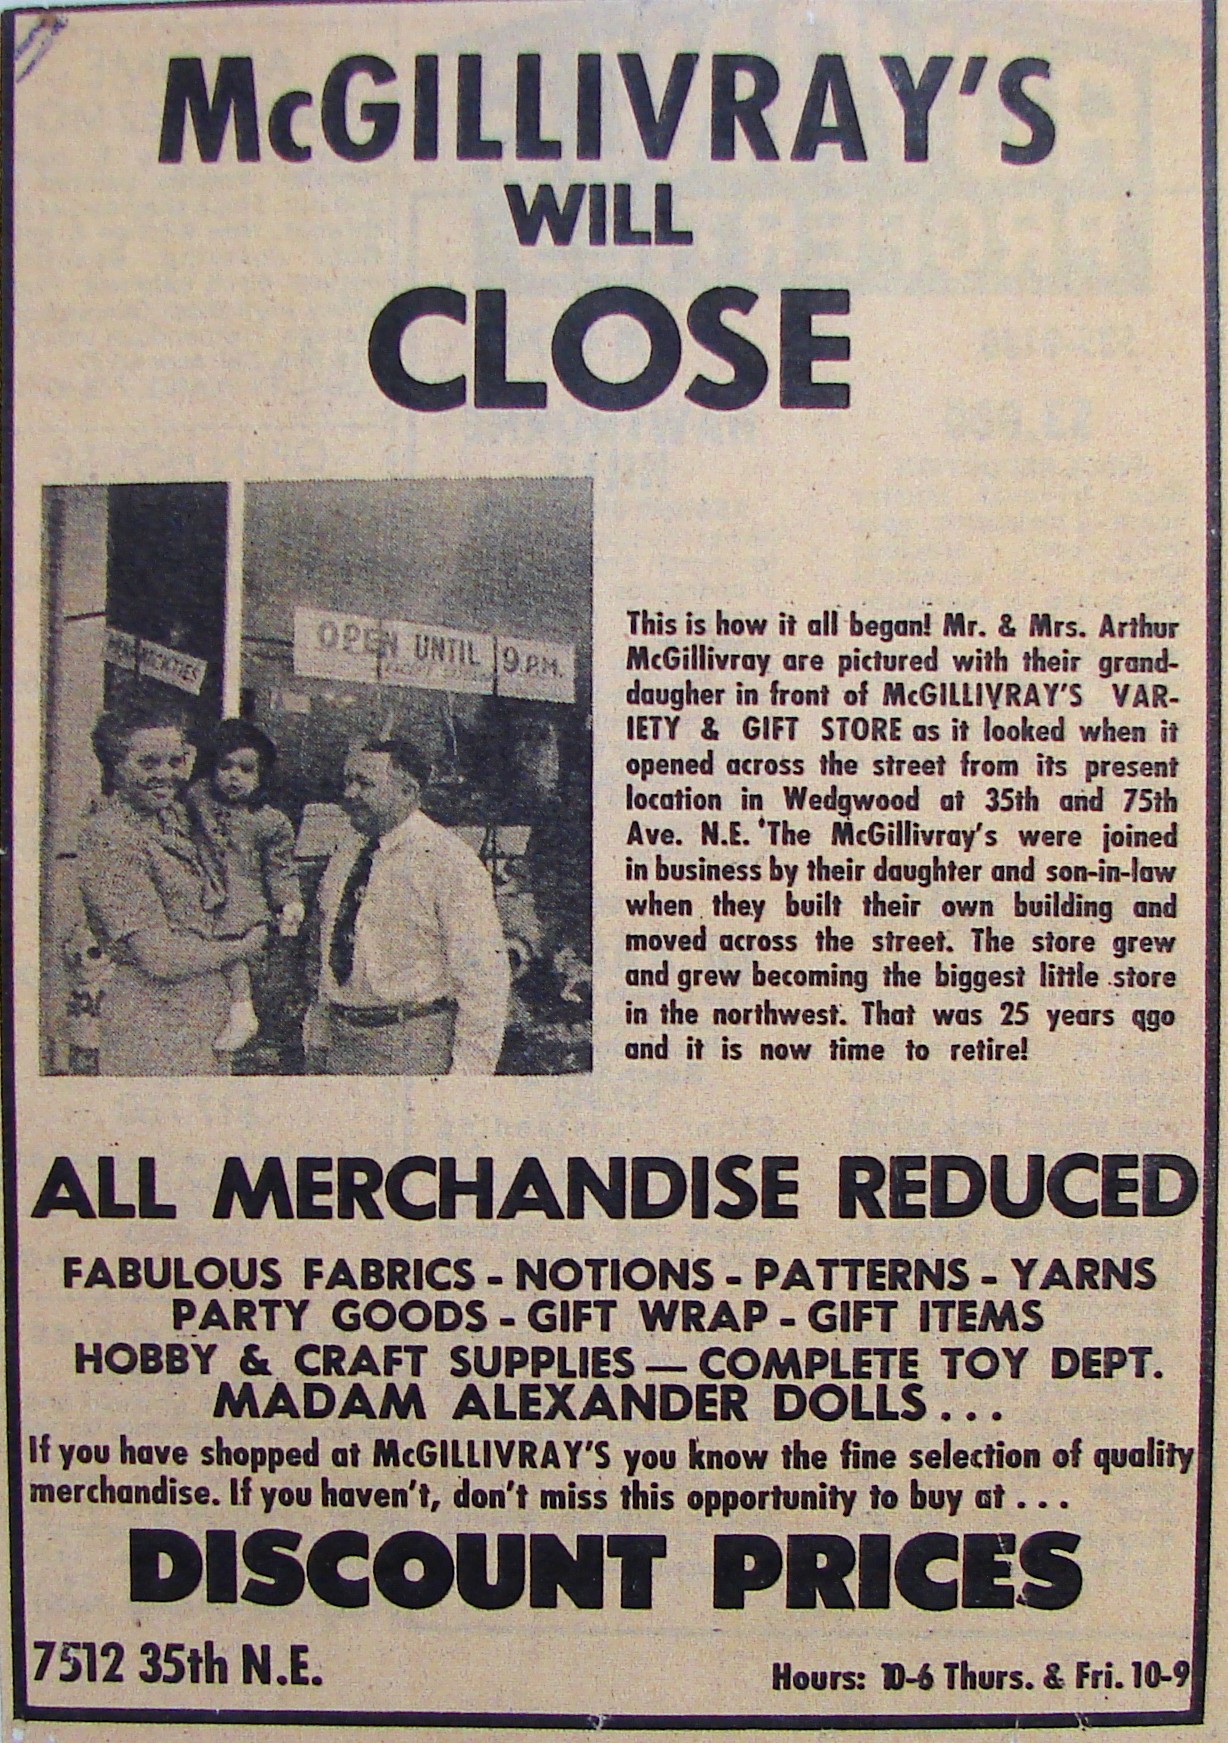 McGILLIVRAY'S
WILL
CLOSE
OPEN UNTIL 9 P.M.
This is how it all began! Mr. & Mrs. Arthur
McGillivray are pictured with their grand-
daugher in front of McGILLIVRAY'S VAR-
IETY & GIFT STORE as it looked when it
opened across the street from its present
location in Wedgwood at 35th and 75th
Ave. N.E. 'The McGillivray's were joined
in business by their daughter and son-in-law
when they built their own building and
moved across the street. The store grew
and grew becoming the biggest little store
in the northwest. That was 25 years qgo
and it is now time to retire!
ALL MERCHANDISE REDUCED
FABULOUS FABRICS - NOTIONS - PATTERNS - YARNS
PARTY GOODS - GIFT WRAP - GIFT ITEMS
HOBBY & CRAFT SUPPLIES — COMPLETE TOY DEPT.
MADAM ALEXANDER DOLLS . . .
If you have shopped at McGILLIVRAY'S you know the fine selection of quality
merchandise. If you haven't, don't miss this opportunity to buy at . . .
DISCOUNT PRICES
7512 35th N.E.
Hours: 10-6 Thurs. & Fri. 10-9